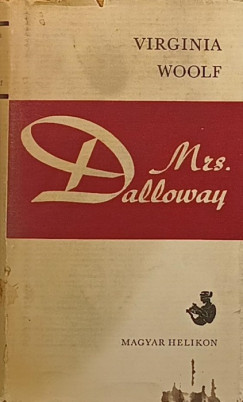 VIRGINIA
WOOLF
Mrs.
Dalloway
MAGYAR HELIKON